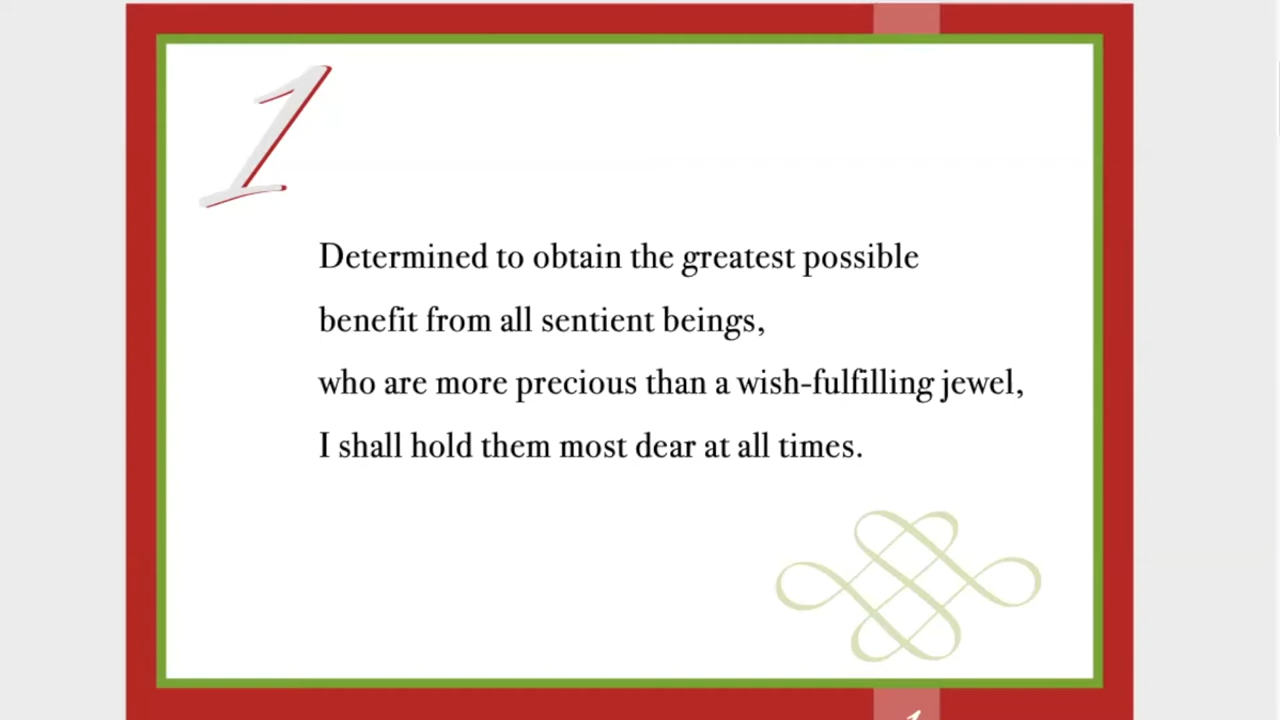 1
Determined to obtain the greatest possible
benefit from all sentient beings,
who are more precious than a wish-fulfilling jewel,
I shall hold them most dear at all times.